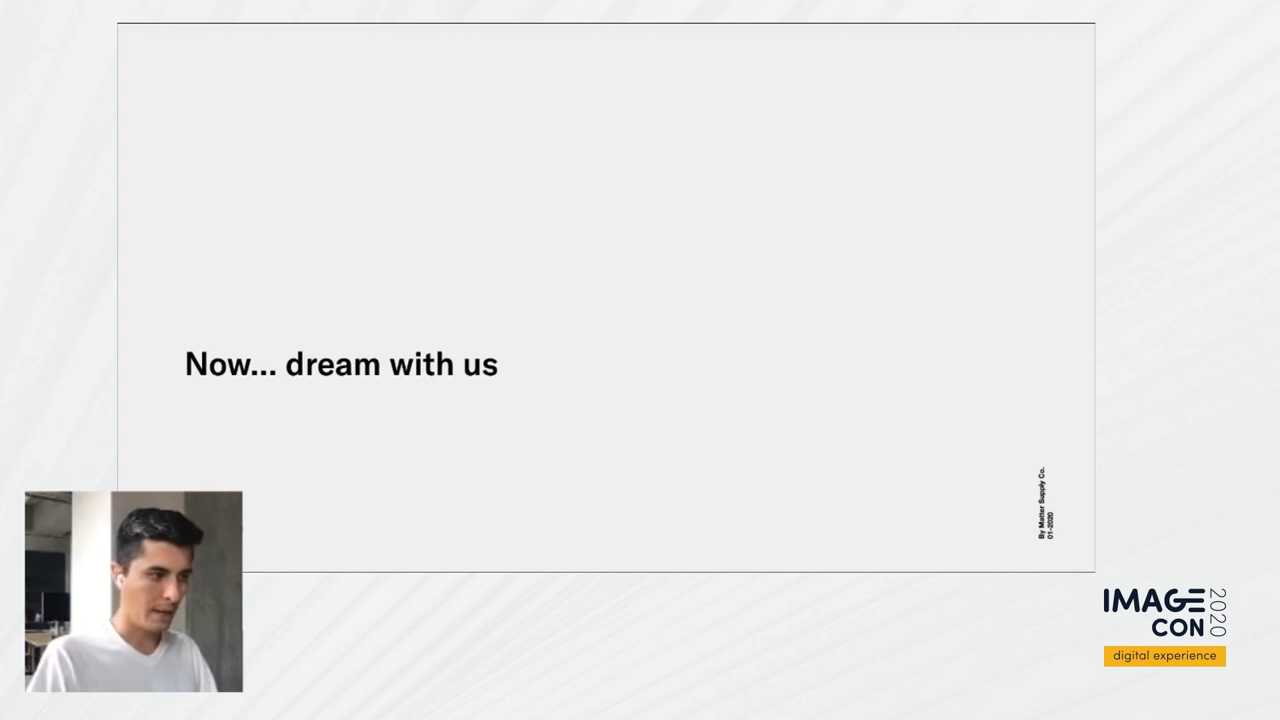 Now... dream with us
By Matter Supply Co.
01-2020
IMAGE
CON
2020
digital experience